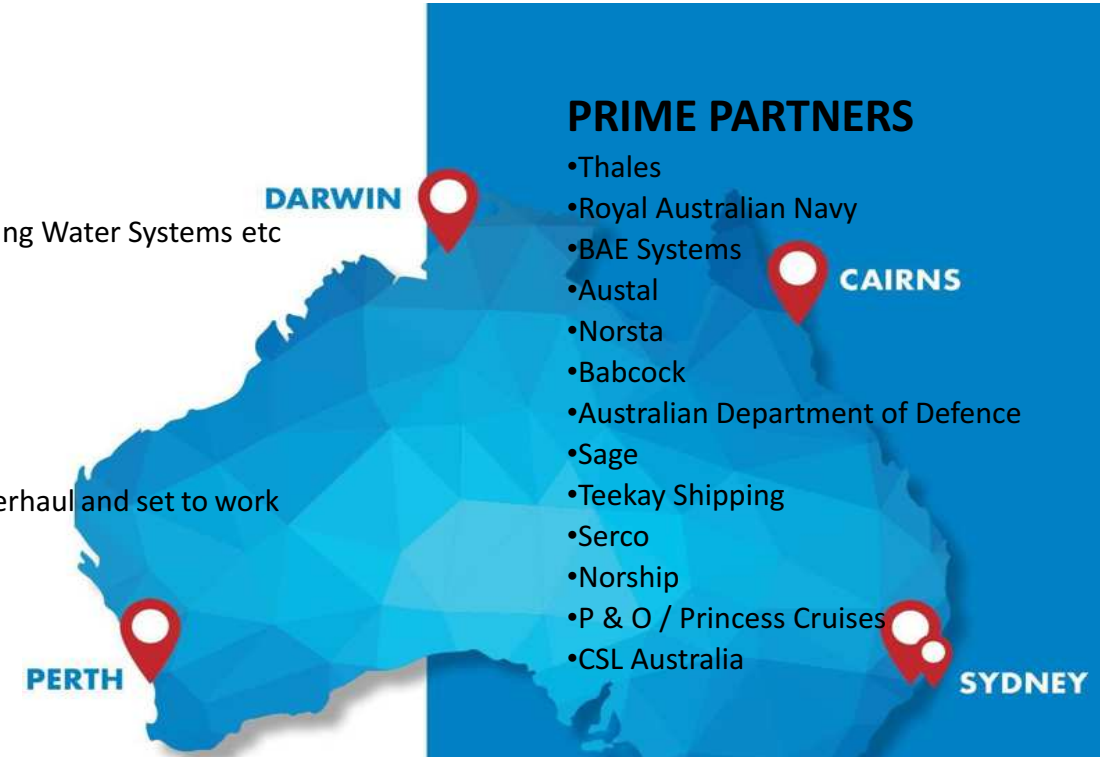 PRIME PARTNERS
•Thales
DARWIN
•Royal Australian Navy
ng Water Systems etc
•BAE Systems
CAIRNS
•Austal
•Norsta
•Babcock
•Australian Department of Defence
•Sage
•Teekay Shipping
erhaul and set to work
•Serco
•Norship
•P & O / Princess Cruises
•CSL Australia
PERTH
SYDNEY